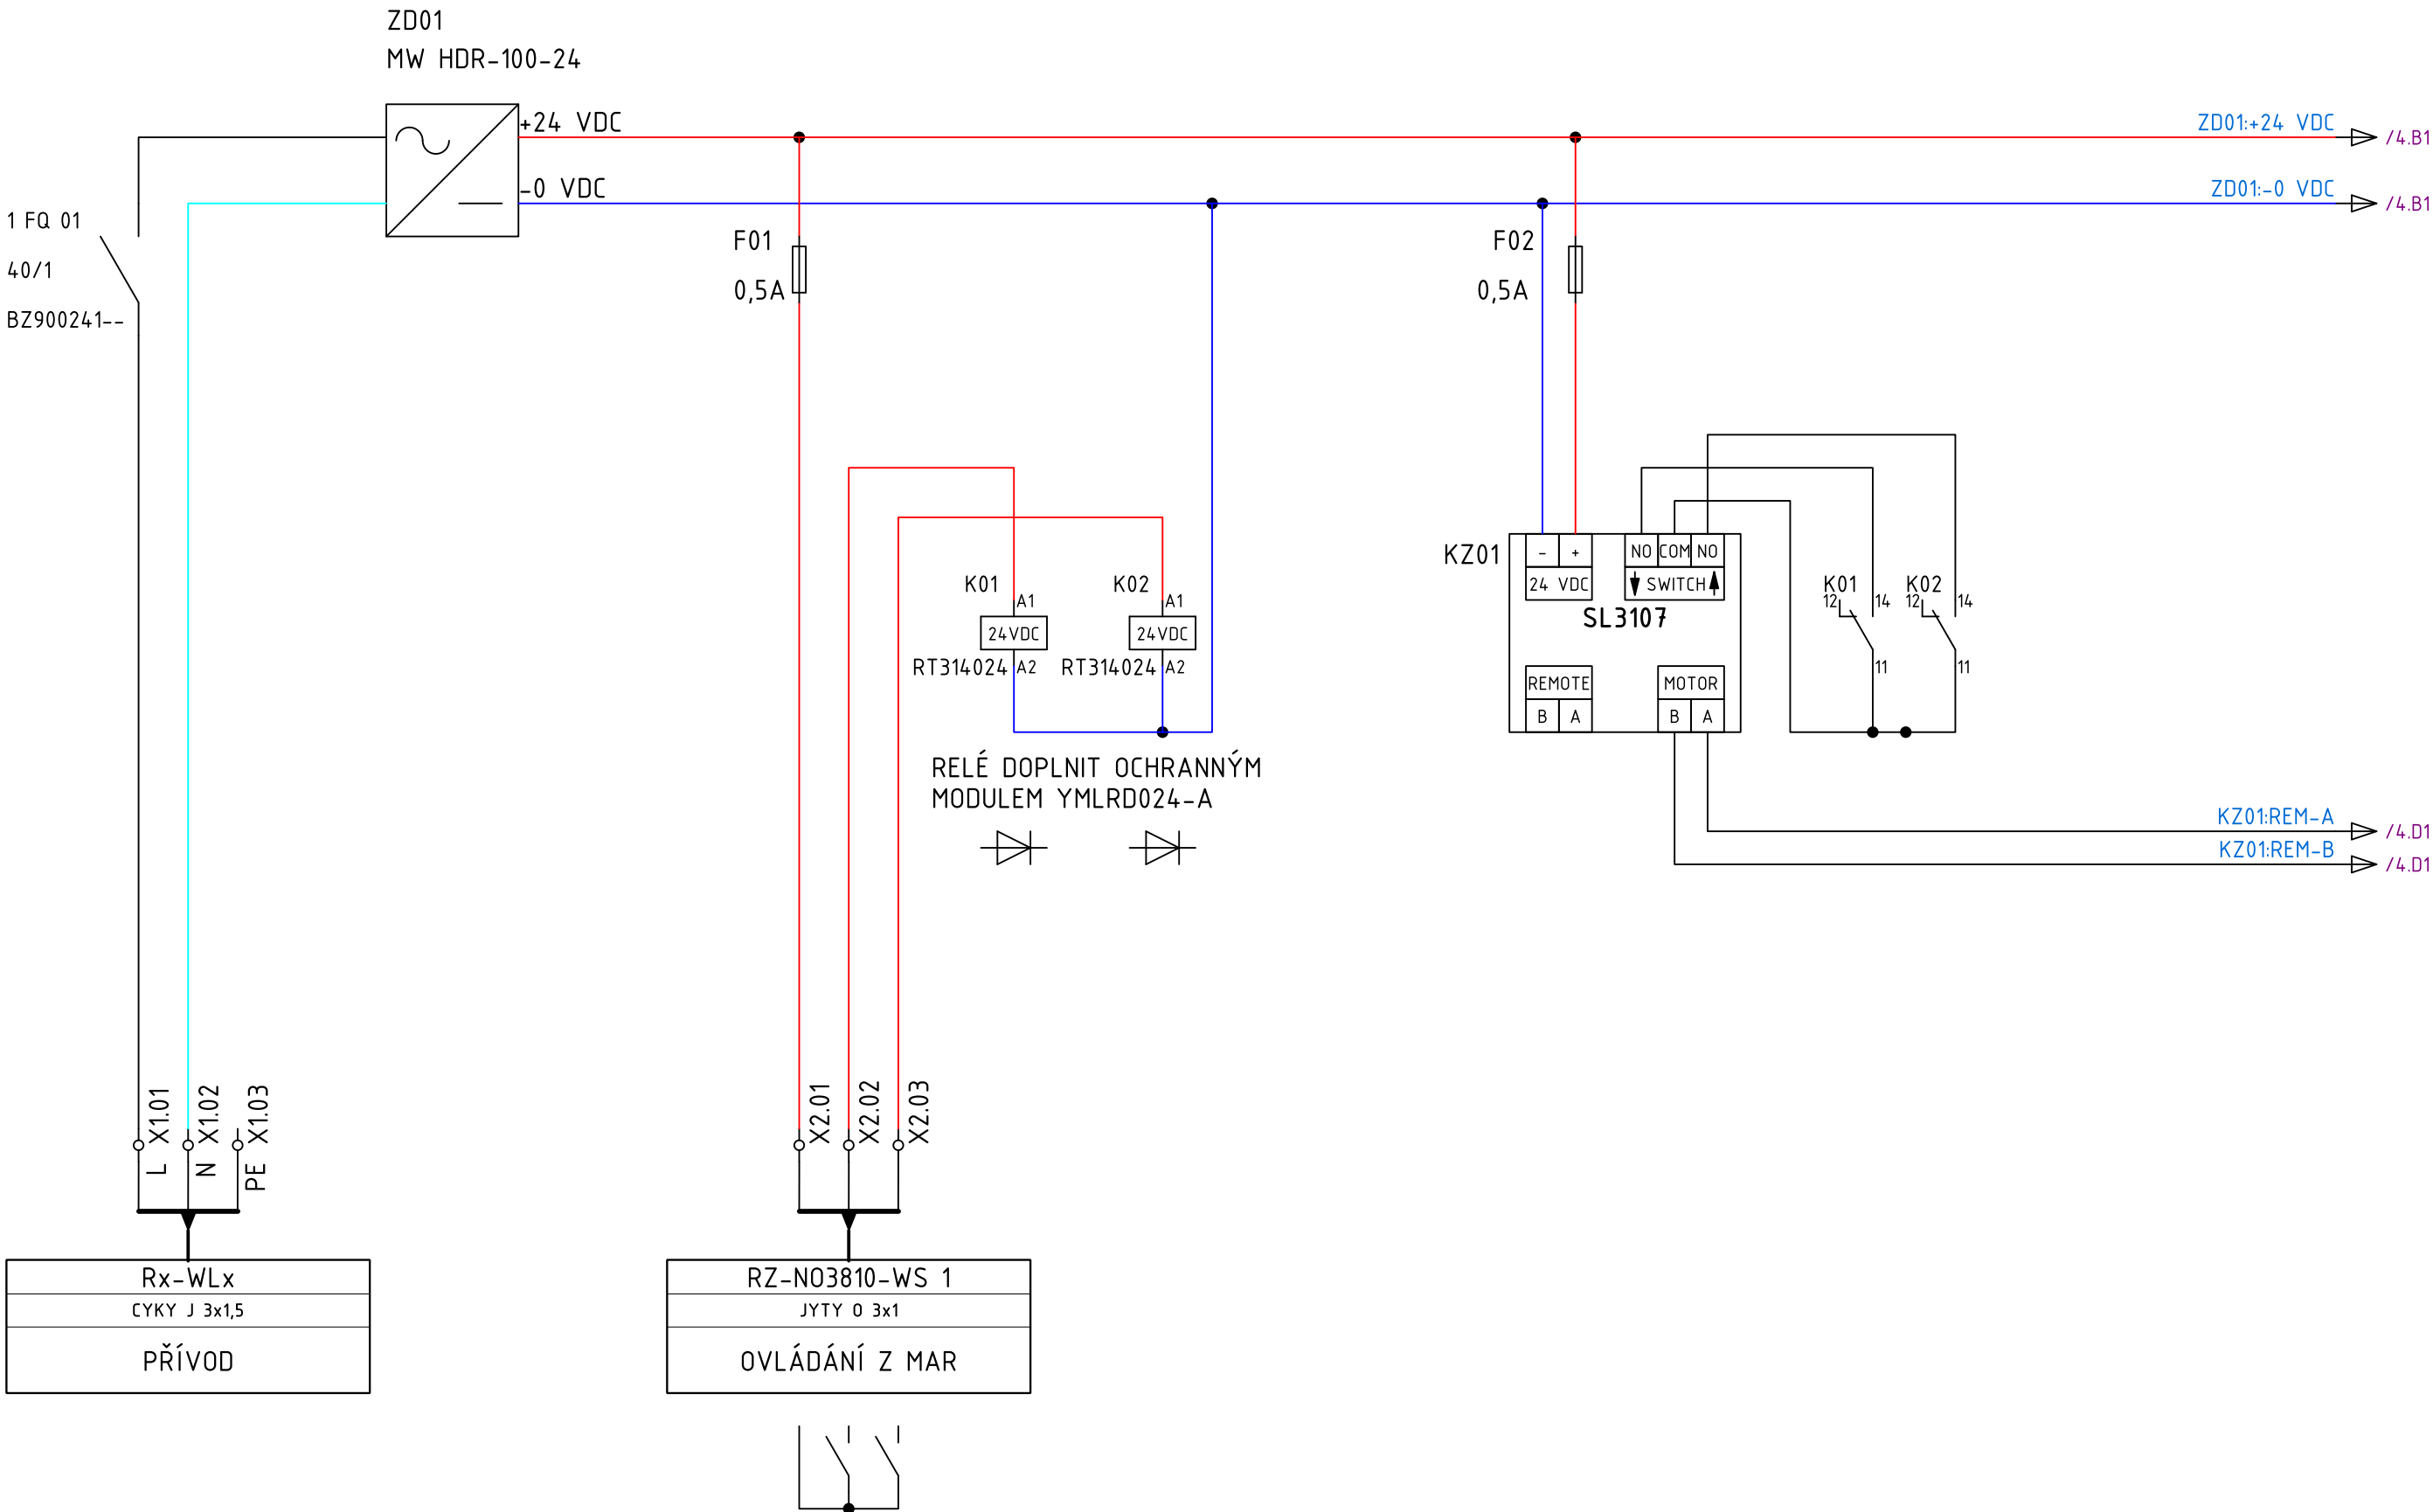 ZD01
MW HDR-100-24
+24 VDC
-0 VDC
ZD01:+24 VDC
/4.B1
ZD01:-0 VDC
/4.B1
1 FQ 01
40/1
BZ900241--
F01
0,5A
F02
0,5A
K01
A1
24VDC
RT314024
A2
K02
A1
24VDC
RT314024
A2
RELÉ DOPLNIT OCHRANNÝM
MODULEM YMLRD024-A
KZ01
- +
24 VDC
NO COM NO
SWITCH
SL3107
REMOTE
B A
MOTOR
B A
K01
12
14
11
K02
12
14
11
KZ01:REM-A
/4.D1
KZ01:REM-B
/4.D1
X1.01
X1.02
X1.03
L
N
PE
X2.01
X2.02
X2.03
Rx-WLx
CYKY J 3x1,5
PŘÍVOD
RZ-NO3810-WS 1
JYTY O 3x1
OVLÁDÁNÍ Z MAR